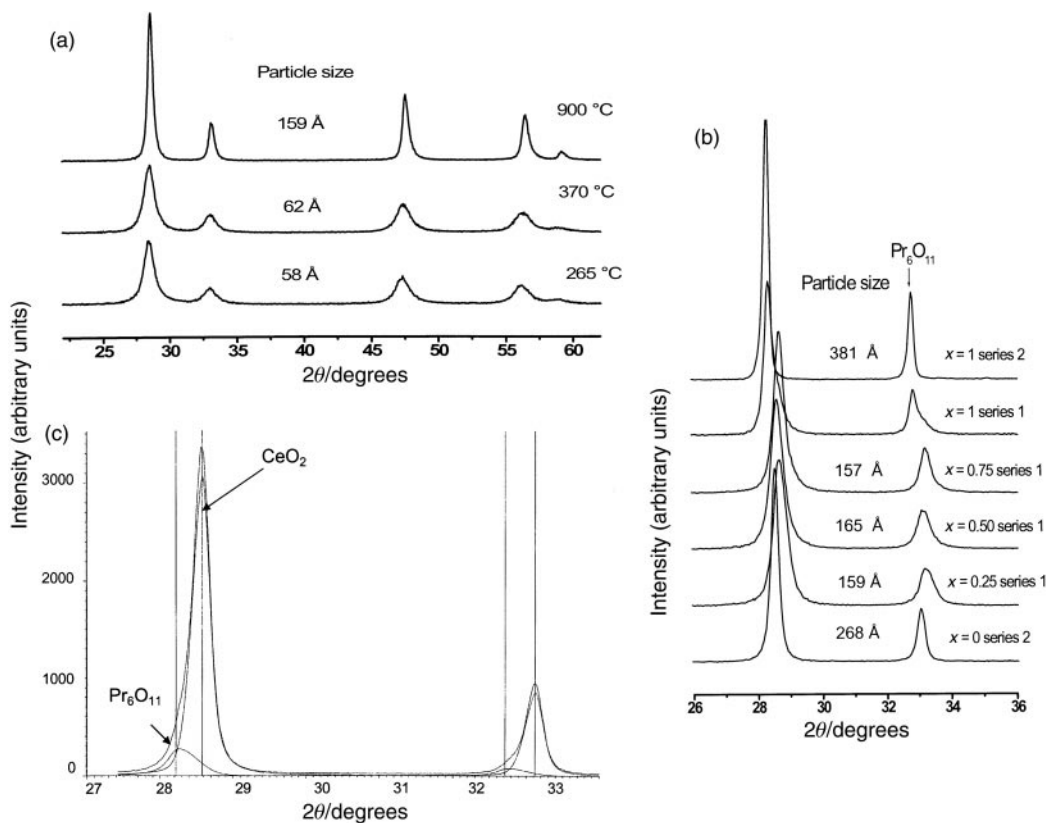 (a)
Particle size
159 Å
900 °C
62 Å
370 °C
58 Å
265 °C
25 30 35 40 45 50 55 60
2θ/degrees
Intensity (arbitrary units)
(b)
Pr₆O₁₁
Particle size
381 Å
x = 1 series 2
x = 1 series 1
157 Å
x = 0.75 series 1
165 Å
x = 0.50 series 1
159 Å
x = 0.25 series 1
268 Å
x = 0 series 2
26 28 30 32 34 36
2θ/degrees
Intensity (arbitrary units)
(c)
CeO₂
Pr₆O₁₁
3000
2000
1000
0
27 28 29 30 31 32 33
2θ/degrees